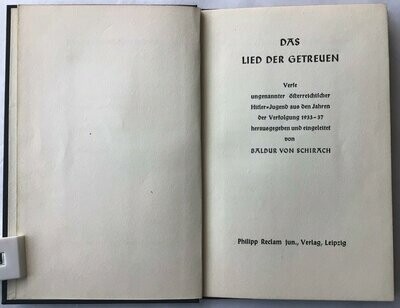 DAS
LIED DER GETREUEN
Verse
ungenannter österreichischer
Hitler-Jugend aus den Jahren
der Verfolgung 1933–37
herausgegeben und eingeleitet
von
BALDUR VON SCHIRACH
Philipp Reclam jun., Verlag, Leipzig